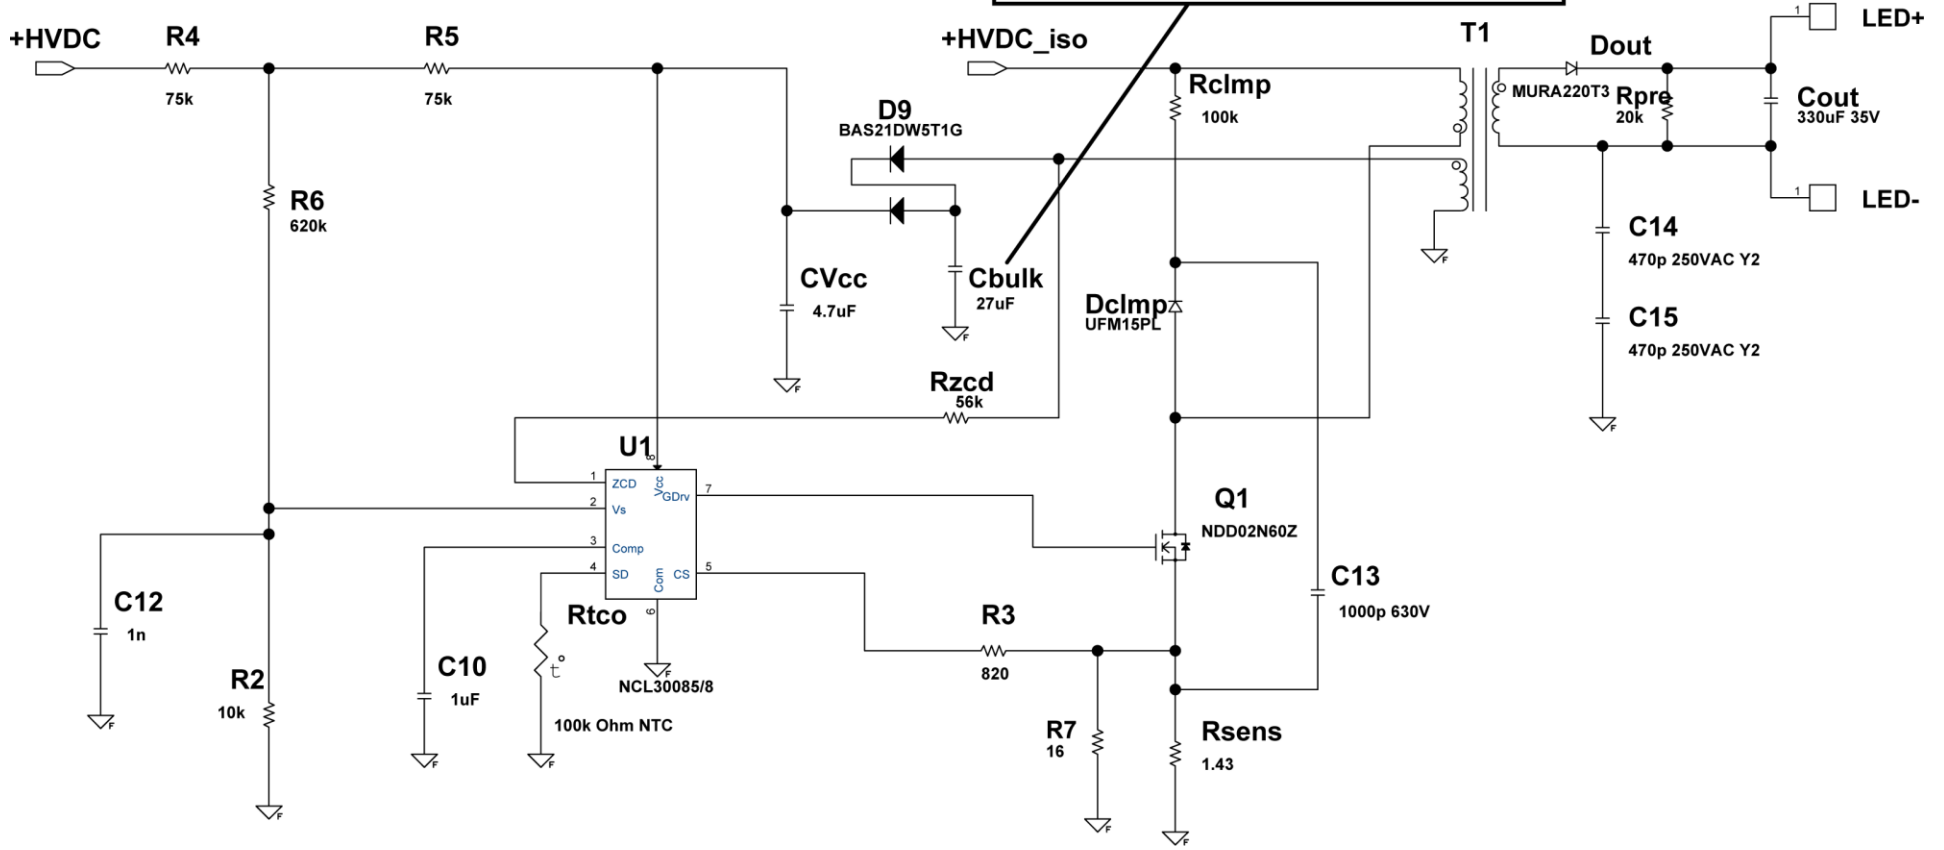 +HVDC
R4
75k
R5
75k
+HVDC_iso
T1
Dout
MURA220T3
Rpre
20k
1
LED+
Cout
330uF 35V
1
LED-
Rclmp
100k
D9
BAS21DW5T1G
R6
620k
CVcc
4.7uF
Cbulk
27uF
F
F
F
Dclmp
UFM15PL
C14
470p 250VAC Y2
C15
470p 250VAC Y2
F
Rzcd
56k
U1
8
1
ZCD
Vcc
GDrv
7
2
Vs
3
Comp
4
SD
Com
CS
5
6
F
NCL30085/8
Q1
NDD02N60Z
C13
1000p 630V
C12
1n
F
R2
10k
F
C10
1uF
F
Rtco
t°
100k Ohm NTC
F
R3
820
R7
16
F
Rsens
1.43
F